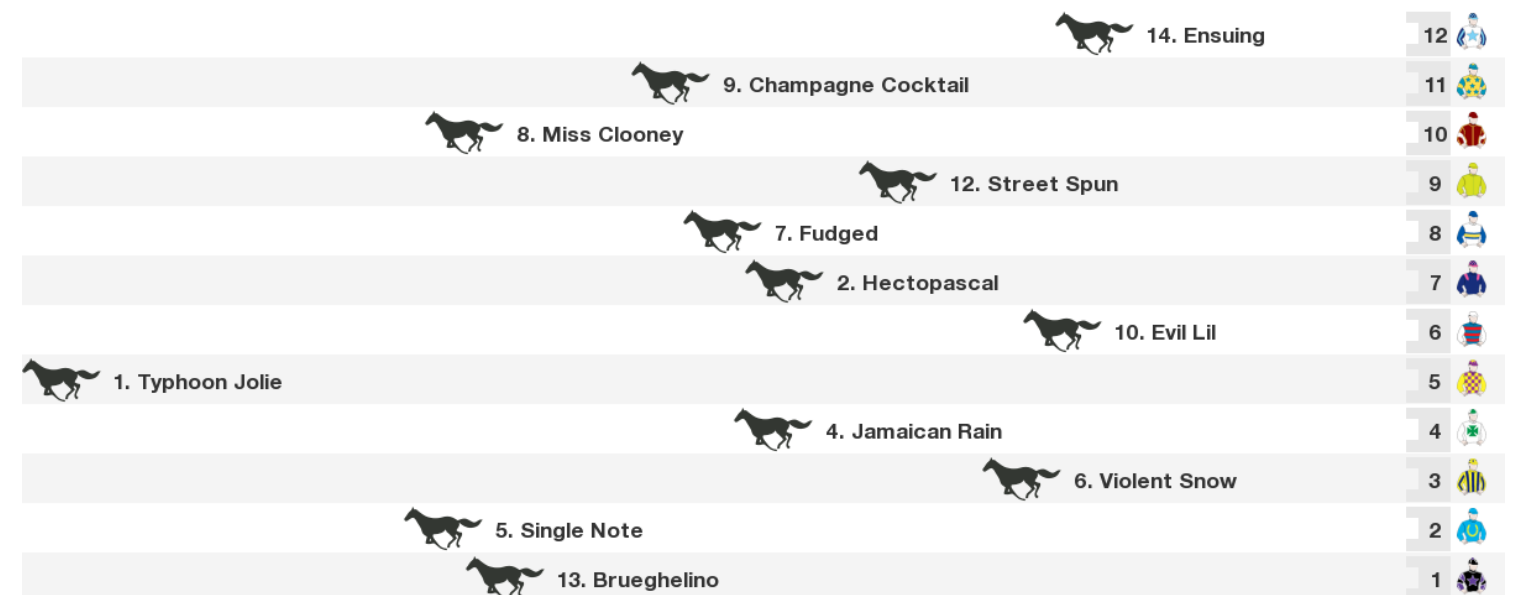 14. Ensuing 12
9. Champagne Cocktail 11
8. Miss Clooney 10
12. Street Spun 9
7. Fudged 8
2. Hectopascal 7
10. Evil Lil 6
1. Typhoon Jolie 5
4. Jamaican Rain 4
6. Violent Snow 3
5. Single Note 2
13. Brueghelino 1